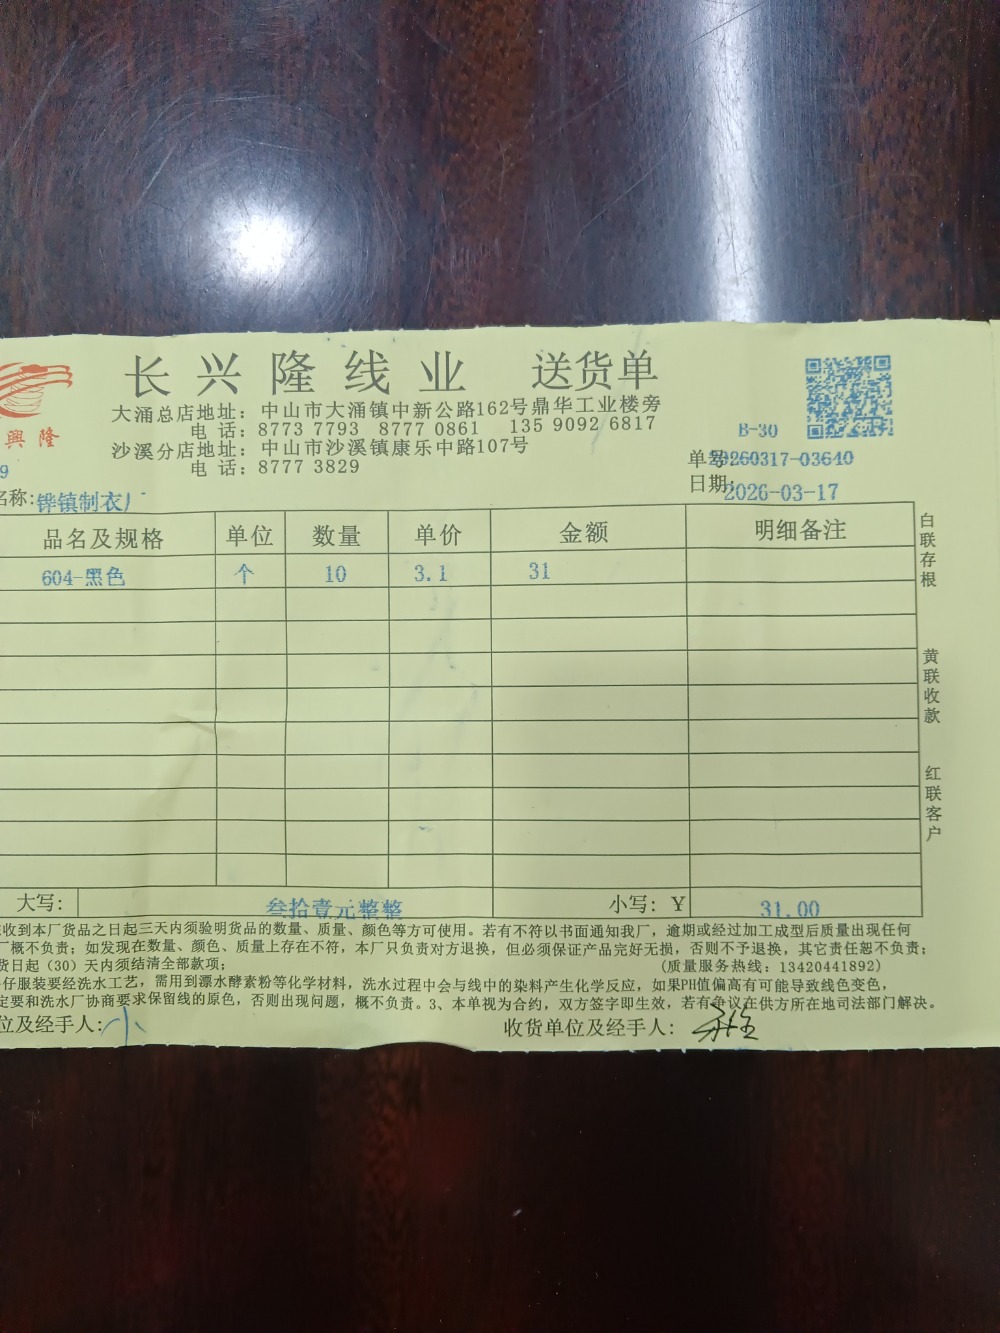 长兴隆线业 送货单
興隆
大涌总店地址：中山市大涌镇中新公路162号鼎华工业楼旁
电 话：8773 7793 8777 0861 135 9092 6817
沙溪分店地址：中山市沙溪镇康乐中路107号
电 话：8777 3829
B-30
单号20260317-03640
日期:2026-03-17
9
名称:铧镇制衣厂
品名及规格 单位 数量 单价 金额 明细备注
604-黑色 个 10 3.1 31
白联存根
黄联收款
红联客户
大写: 叁拾壹元整整 小写: ¥ 31.00
收到本厂货品之日起三天内须验明货品的数量、质量、颜色等方可使用。若有不符以书面通知我厂，逾期或经过加工成型后质量出现任何
厂概不负责；如发现在数量、颜色、质量上存在不符，本厂只负责对方退换，但必须保证产品完好无损，否则不予退换，其它责任恕不负责；
货日起（30）天内须结清全部款项；
(质量服务热线：13420441892)
仔服装要经洗水工艺，需用到漂水酵素粉等化学材料，洗水过程中会与线中的染料产生化学反应，如果PH值偏高有可能导致线色变色，
定要和洗水厂协商要求保留线的原色，否则出现问题，概不负责。3、本单视为合约，双方签字即生效，若有争议在供方所在地司法部门解决。
位及经手人:小
收货单位及经手人：